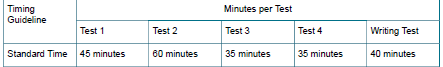 Timing Minutes per Test
Guideline
Test 1 Test 2 Test 3 Test 4 Writing Test
Standard Time 45 minutes 60 minutes 35 minutes 35 minutes 40 minutes